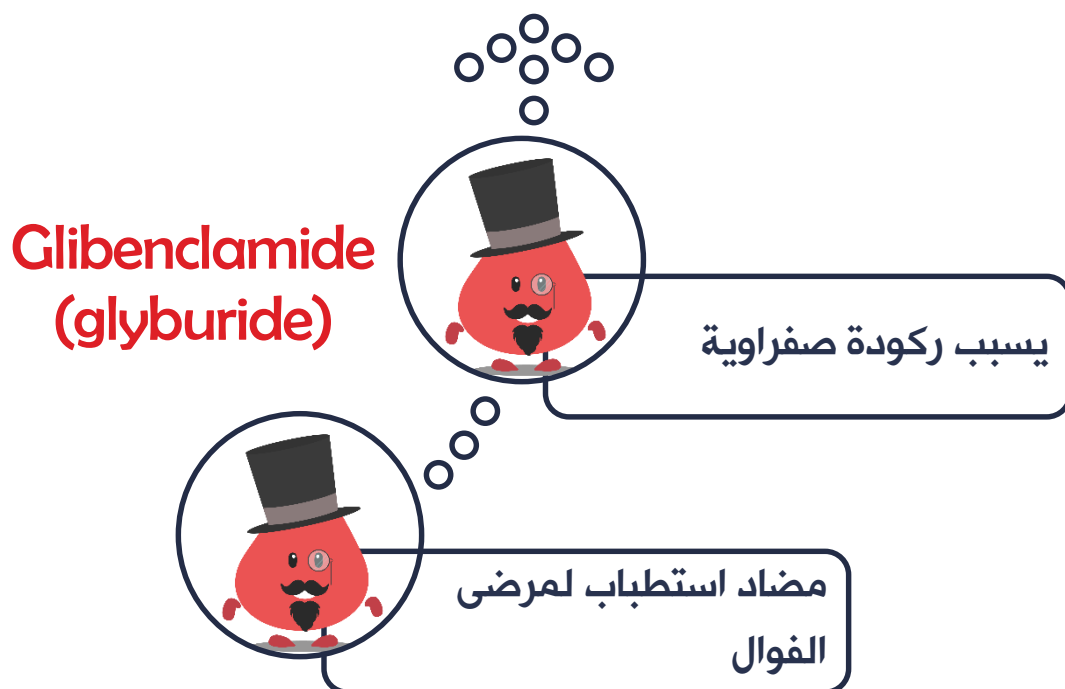 Glibenclamide
(glyburide)
يسبب ركودة صفراوية
مضاد استطباب لمرضى
الفوال